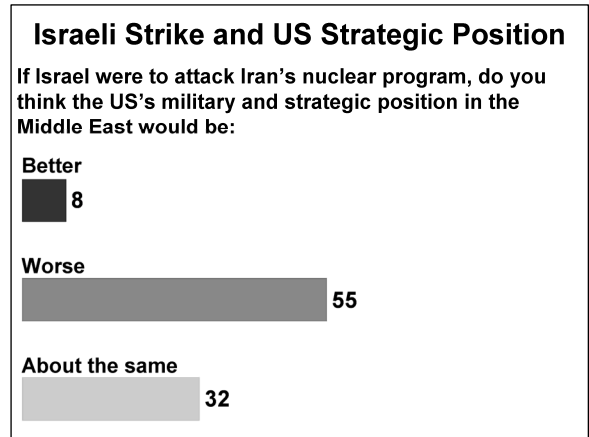 Israeli Strike and US Strategic Position
If Israel were to attack Iran's nuclear program, do you
think the US's military and strategic position in the
Middle East would be:
Better
8
Worse
55
About the same
32